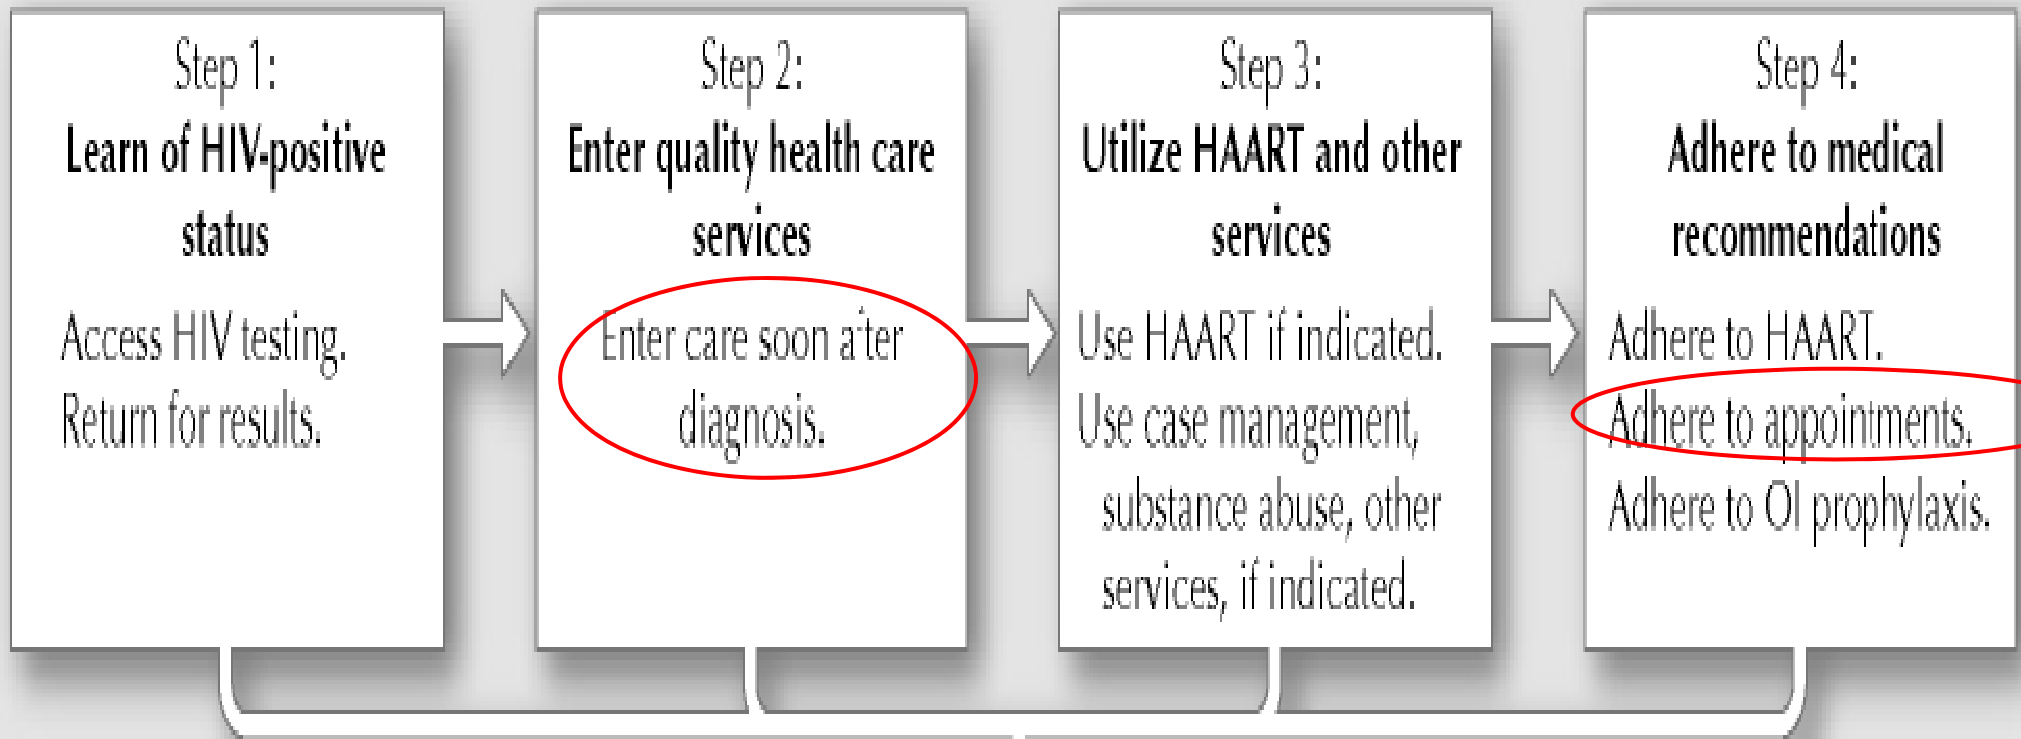 Step 1:
Learn of HIV-positive
status
Access HIV testing.
Return for results.
Step 2:
Enter quality health care
services
Enter care soon after
diagnosis.
Step 3:
Utilize HAART and other
services
Use HAART if indicated.
Use case management,
substance abuse, other
services, if indicated.
Step 4:
Adhere to medical
recommendations
Adhere to HAART.
Adhere to appointments.
Adhere to OI prophylaxis.